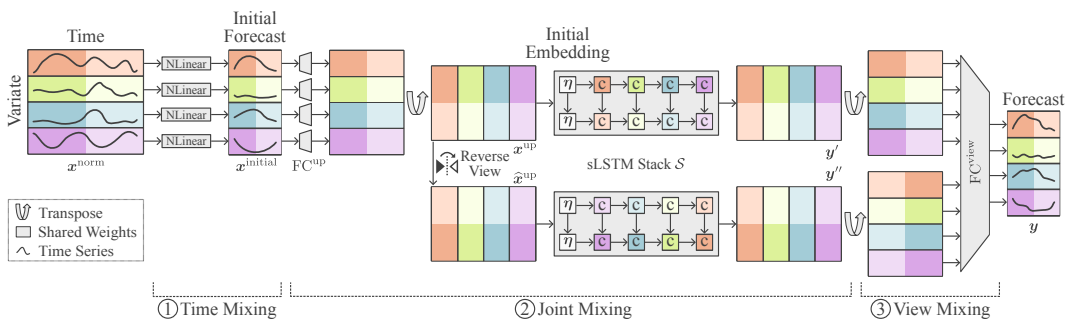 Time
Initial
Forecast
Initial
Embedding
Variate
NLinear
NLinear
NLinear
NLinear
x^norm
x^initial
FC^up
η c c c c
η c c c c
x^up
y′
Reverse
View
x̂^up
sLSTM Stack 𝒮
y″
η c c c c
η c c c c
FC^view
Forecast
y
Transpose
Shared Weights
Time Series
① Time Mixing
② Joint Mixing
③ View Mixing